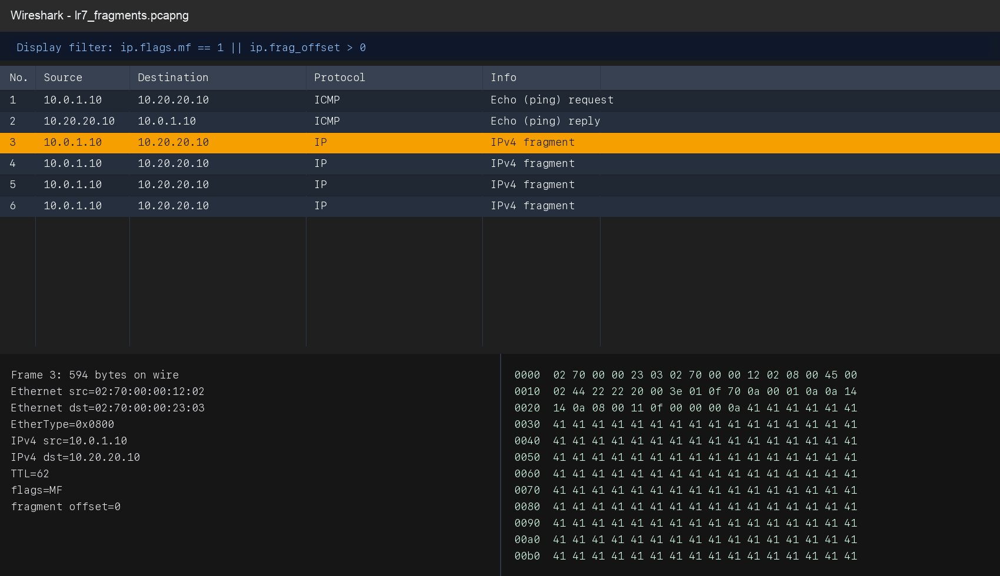 Wireshark - lr7_fragments.pcapng
Display filter: ip.flags.mf == 1 || ip.frag_offset > 0
No. Source Destination Protocol Info
1 10.0.1.10 10.20.20.10 ICMP Echo (ping) request
2 10.20.20.10 10.0.1.10 ICMP Echo (ping) reply
3 10.0.1.10 10.20.20.10 IP IPv4 fragment
4 10.0.1.10 10.20.20.10 IP IPv4 fragment
5 10.0.1.10 10.20.20.10 IP IPv4 fragment
6 10.0.1.10 10.20.20.10 IP IPv4 fragment
Frame 3: 594 bytes on wire
Ethernet src=02:70:00:00:12:02
Ethernet dst=02:70:00:00:23:03
EtherType=0x0800
IPv4 src=10.0.1.10
IPv4 dst=10.20.20.10
TTL=62
flags=MF
fragment offset=0
0000 02 70 00 00 23 03 02 70 00 00 12 02 08 00 45 00
0010 02 44 22 22 20 00 3e 01 0f 70 0a 00 01 0a 0a 14
0020 14 0a 08 00 11 0f 00 00 00 0a 41 41 41 41 41 41
0030 41 41 41 41 41 41 41 41 41 41 41 41 41 41 41 41
0040 41 41 41 41 41 41 41 41 41 41 41 41 41 41 41 41
0050 41 41 41 41 41 41 41 41 41 41 41 41 41 41 41 41
0060 41 41 41 41 41 41 41 41 41 41 41 41 41 41 41 41
0070 41 41 41 41 41 41 41 41 41 41 41 41 41 41 41 41
0080 41 41 41 41 41 41 41 41 41 41 41 41 41 41 41 41
0090 41 41 41 41 41 41 41 41 41 41 41 41 41 41 41 41
00a0 41 41 41 41 41 41 41 41 41 41 41 41 41 41 41 41
00b0 41 41 41 41 41 41 41 41 41 41 41 41 41 41 41 41